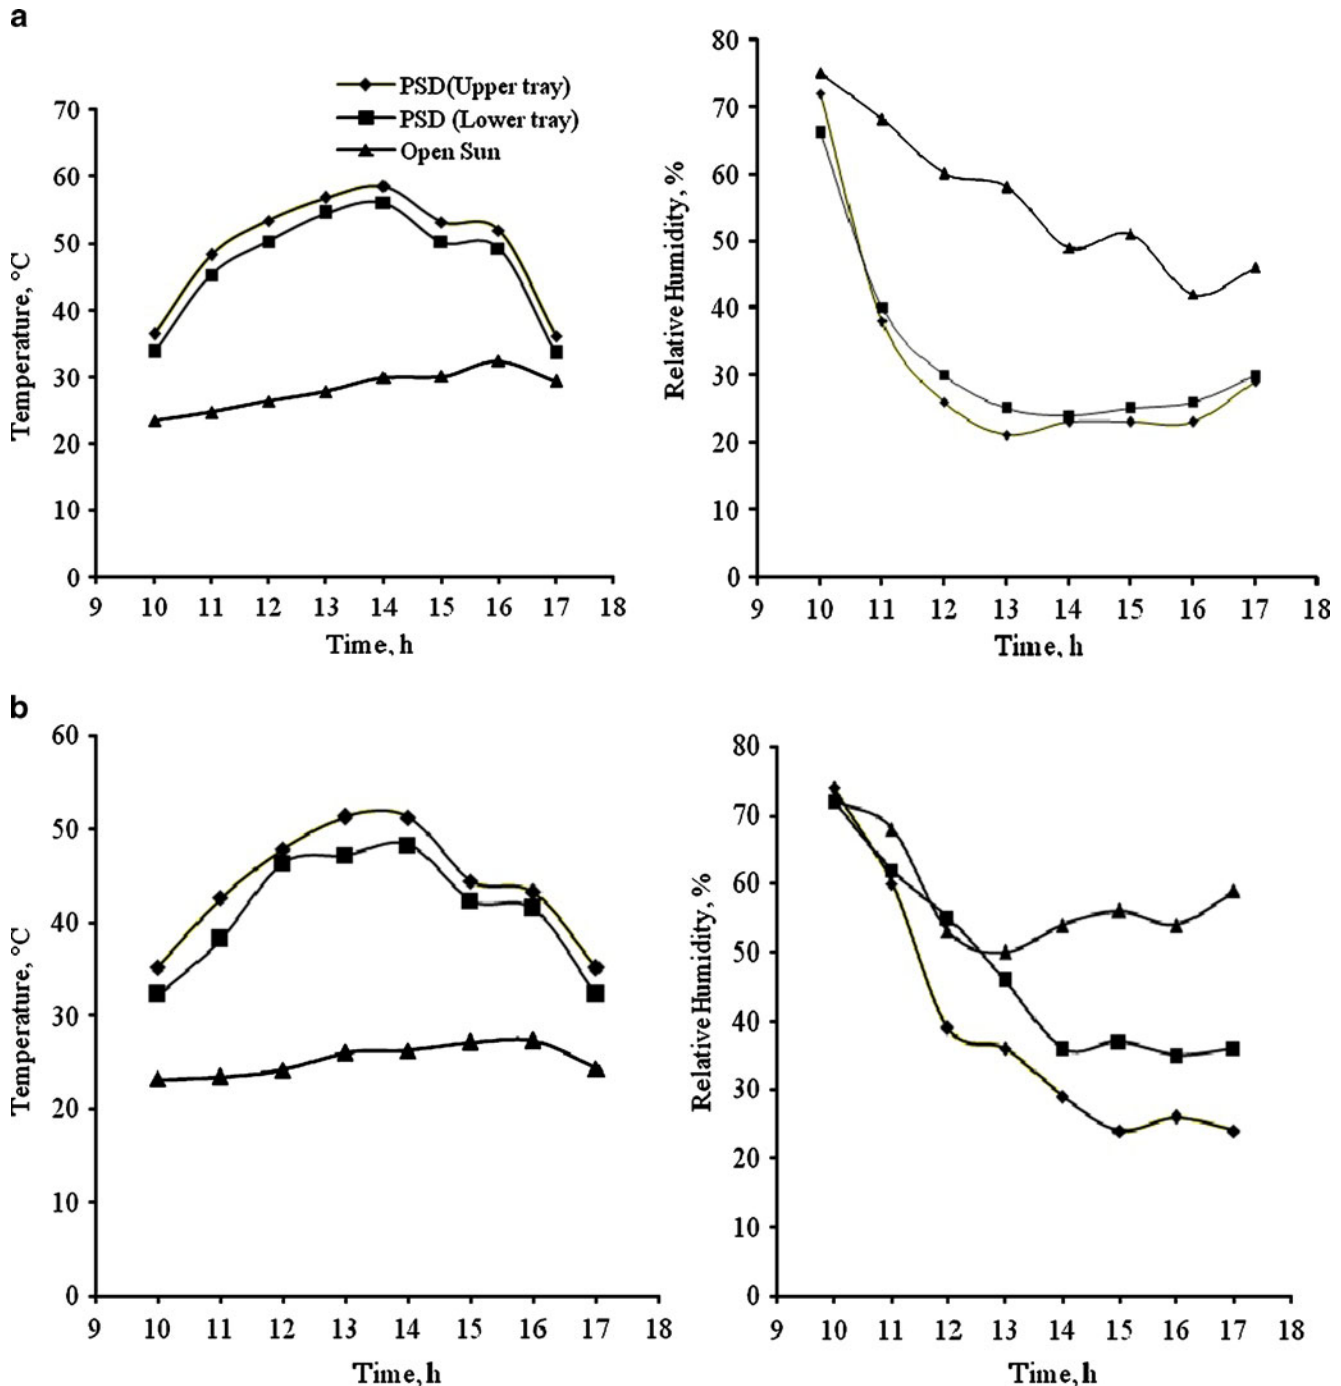 a
PSD(Upper tray)
PSD (Lower tray)
Open Sun
70
60
50
40
30
20
10
0
Temperature, °C
9 10 11 12 13 14 15 16 17 18
Time, h
80
70
60
50
40
30
20
10
0
Relative Humidity, %
9 10 11 12 13 14 15 16 17 18
Time, h
b
60
50
40
30
20
10
0
Temperature, °C
9 10 11 12 13 14 15 16 17 18
Time, h
80
70
60
50
40
30
20
10
0
Relative Humidity, %
9 10 11 12 13 14 15 16 17 18
Time, h